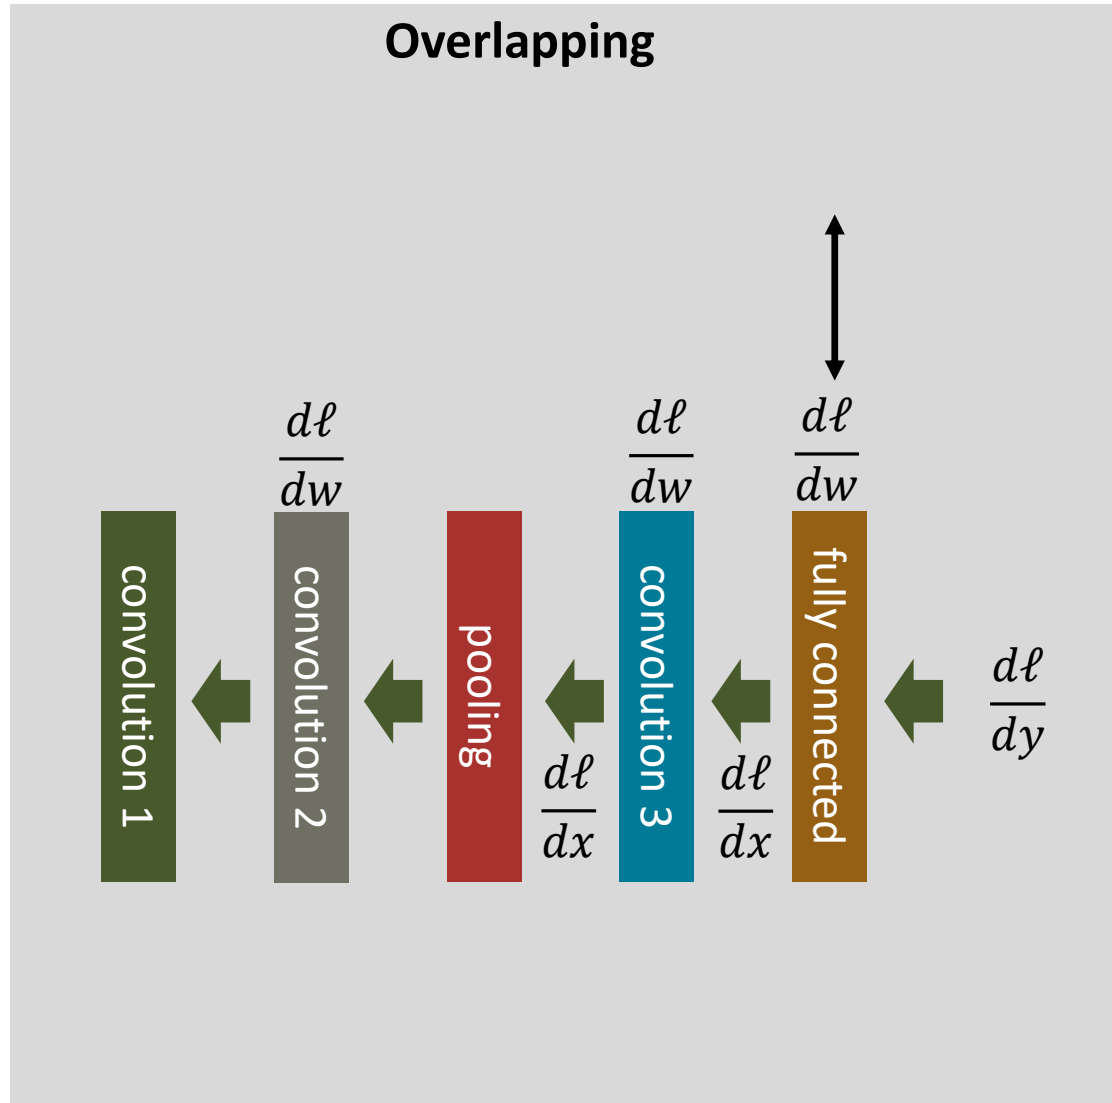 Overlapping
dℓ
dw
dℓ
dw
dℓ
dw
convolution 1
convolution 2
pooling
convolution 3
fully connected
dℓ
dy
dℓ
dx
dℓ
dx